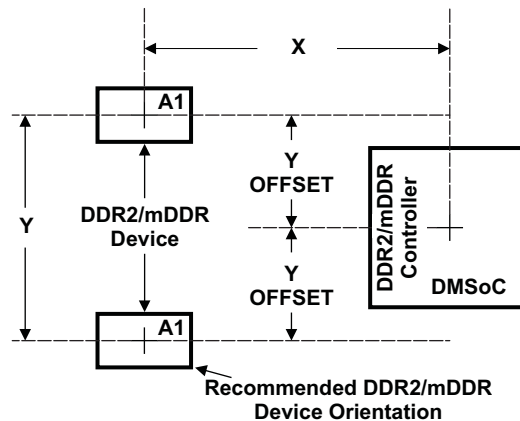 X
A1
Y
OFFSET
Y
DDR2/mDDR
Device
DDR2/mDDR
Controller
DMSoC
Y
OFFSET
A1
Recommended DDR2/mDDR
Device Orientation